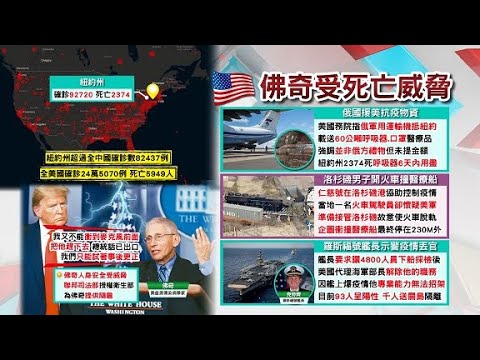 紐約州
確診92720 死亡2374
紐約州超過全中國確診數82437例
全美國確診24萬5070例 死亡5949人
我又不能衝到麥克風前面
把他趕下去 總統話已出口
我們只能試著事後更正
佛奇人身安全受威脅
聯邦司法部授權衛生部
為佛奇提供隨扈
佛奇
THE WHITE HOUSE
WASHINGTON
佛奇受死亡威脅
俄國援美抗疫物資
美國務院指俄軍用運輸機抵紐約
載送60公噸呼吸器.口罩醫療品
強調並非俄方禮物但未提金額
紐約州2374死呼吸器6天內用罄
洛杉磯男子開火車撞醫療船
仁慈號在洛杉磯港協助控制疫情
當地一名火車駕駛員卻懷疑美軍
準備接管洛杉磯故意使火車脫軌
企圖衝撞醫療船最終停在230M外
羅斯福號艦長示警疫情丟官
艦長要求讓4800人員下船採檢後
美國代理海軍部長解除他的職務
因艦上爆疫情他專業能力無法招架
目前93人呈陽性 千人送關島隔離